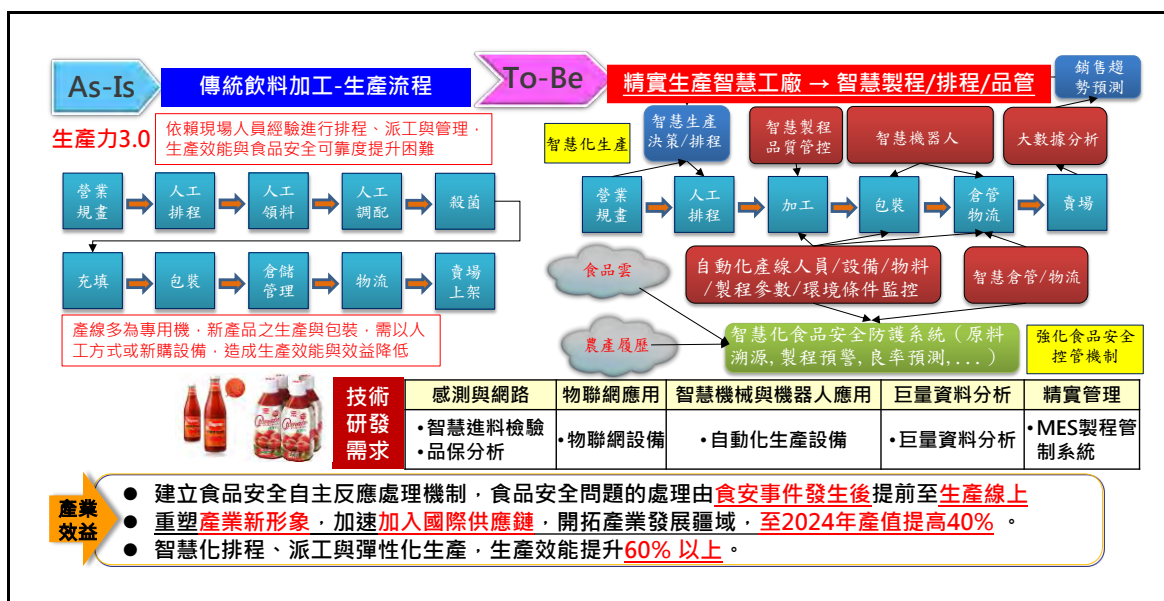 As-Is
傳統飲料加工-生產流程
生產力3.0
依賴現場人員經驗進行排程、派工與管理，
生產效能與食品安全可靠度提升困難
營業
規畫
人工
排程
人工
領料
人工
調配
殺菌
充填
包裝
倉儲
管理
物流
賣場
上架
產線多為專用機，新產品之生產與包裝，需以人
工方式或新購設備，造成生產效能與效益降低
To-Be
精實生產智慧工廠 → 智慧製程/排程/品管
銷售趨
勢預測
智慧化生產
智慧生產
決策/排程
智慧製程
品質管控
智慧機器人
大數據分析
營業
規畫
人工
排程
加工
包裝
倉管
物流
賣場
食品雲
自動化產線人員/設備/物料
/製程參數/環境條件監控
智慧倉管/物流
農產履歷
智慧化食品安全防護系統（原料
溯源,製程預警,良率預測,...）
強化食品安全
控管機制
技術
研發
需求
感測與網路
物聯網應用
智慧機械與機器人應用
巨量資料分析
精實管理
•智慧進料檢驗
•品保分析
•物聯網設備
•自動化生產設備
•巨量資料分析
•MES製程管
制系統
產業
效益
● 建立食品安全自主反應處理機制，食品安全問題的處理由食安事件發生後提前至生產線上
● 重塑產業新形象，加速加入國際供應鏈，開拓產業發展疆域，至2024年產值提高40% 。
● 智慧化排程、派工與彈性化生產，生產效能提升60% 以上。